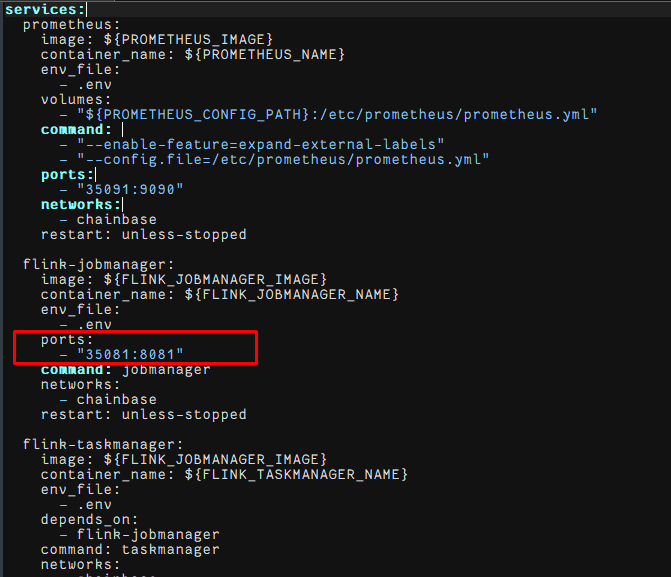 services:
  prometheus:
    image: ${PROMETHEUS_IMAGE}
    container_name: ${PROMETHEUS_NAME}
    env_file:
      - .env
    volumes:
      - "${PROMETHEUS_CONFIG_PATH}:/etc/prometheus/prometheus.yml"
    command:
      - "--enable-feature=expand-external-labels"
      - "--config.file=/etc/prometheus/prometheus.yml"
    ports:
      - "35091:9090"
    networks:
      - chainbase
    restart: unless-stopped

  flink-jobmanager:
    image: ${FLINK_JOBMANAGER_IMAGE}
    container_name: ${FLINK_JOBMANAGER_NAME}
    env_file:
      - .env
    ports:
      - "35081:8081"
    command: jobmanager
    networks:
      - chainbase
    restart: unless-stopped

  flink-taskmanager:
    image: ${FLINK_JOBMANAGER_IMAGE}
    container_name: ${FLINK_TASKMANAGER_NAME}
    env_file:
      - .env
    depends_on:
      - flink-jobmanager
    command: taskmanager
    networks:
      - chainbase